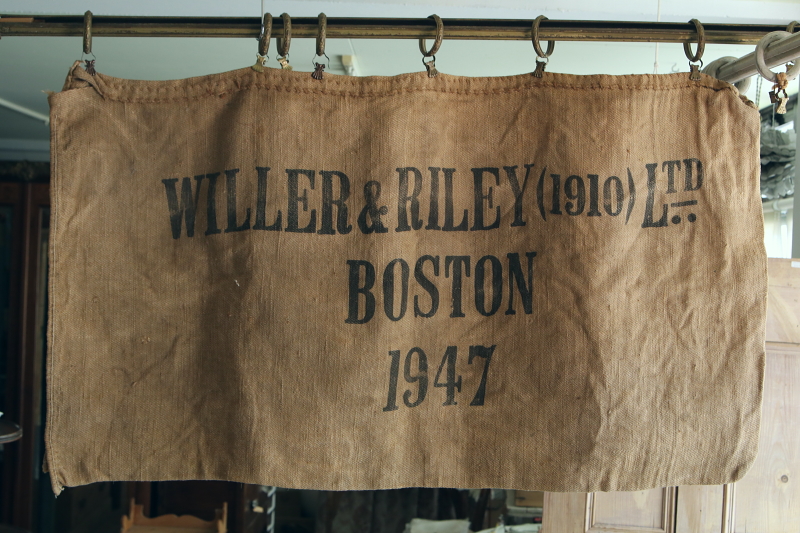 WILLER & RILEY (1910) LTD
BOSTON
1947